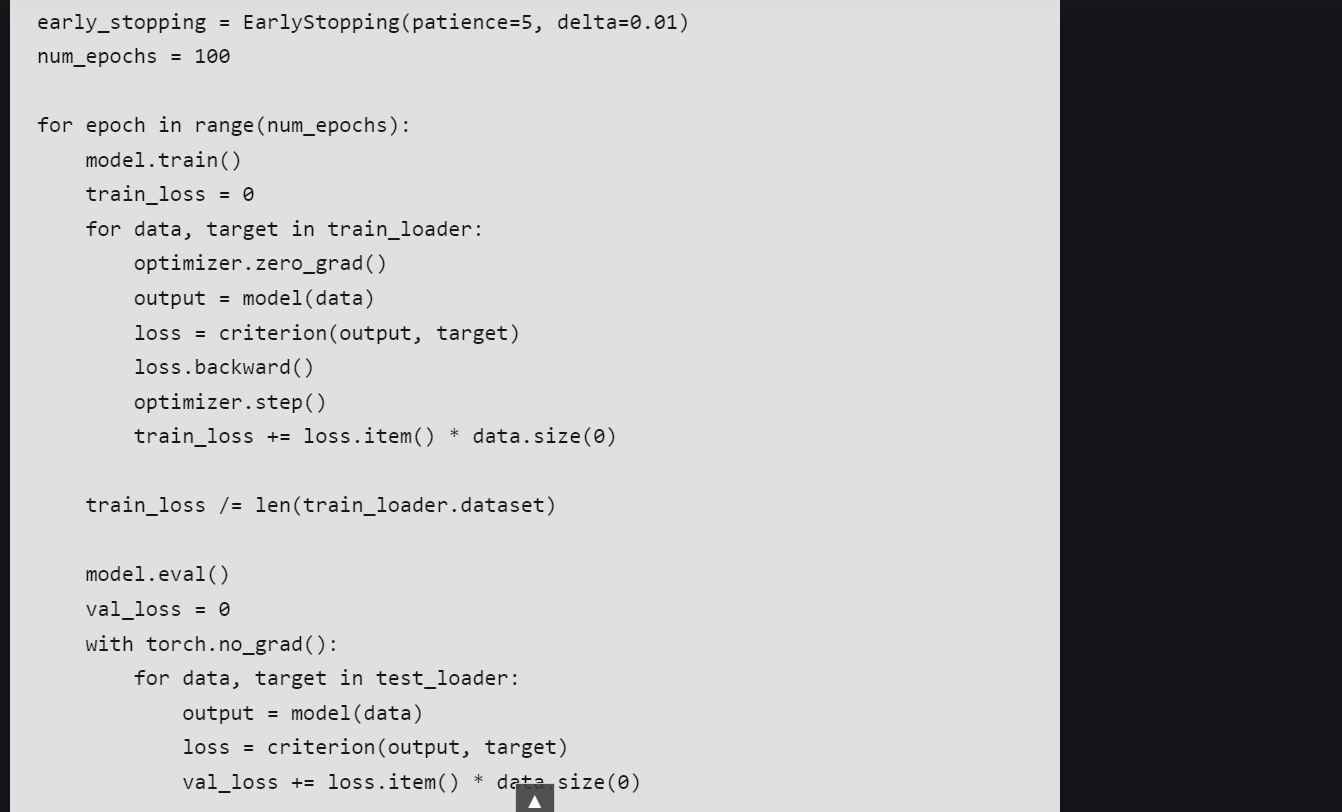 early_stopping = EarlyStopping(patience=5, delta=0.01)
num_epochs = 100
for epoch in range(num_epochs):
    model.train()
    train_loss = 0
    for data, target in train_loader:
        optimizer.zero_grad()
        output = model(data)
        loss = criterion(output, target)
        loss.backward()
        optimizer.step()
        train_loss += loss.item() * data.size(0)
    train_loss /= len(train_loader.dataset)
    model.eval()
    val_loss = 0
    with torch.no_grad():
        for data, target in test_loader:
            output = model(data)
            loss = criterion(output, target)
            val_loss += loss.item() * data.size(0)